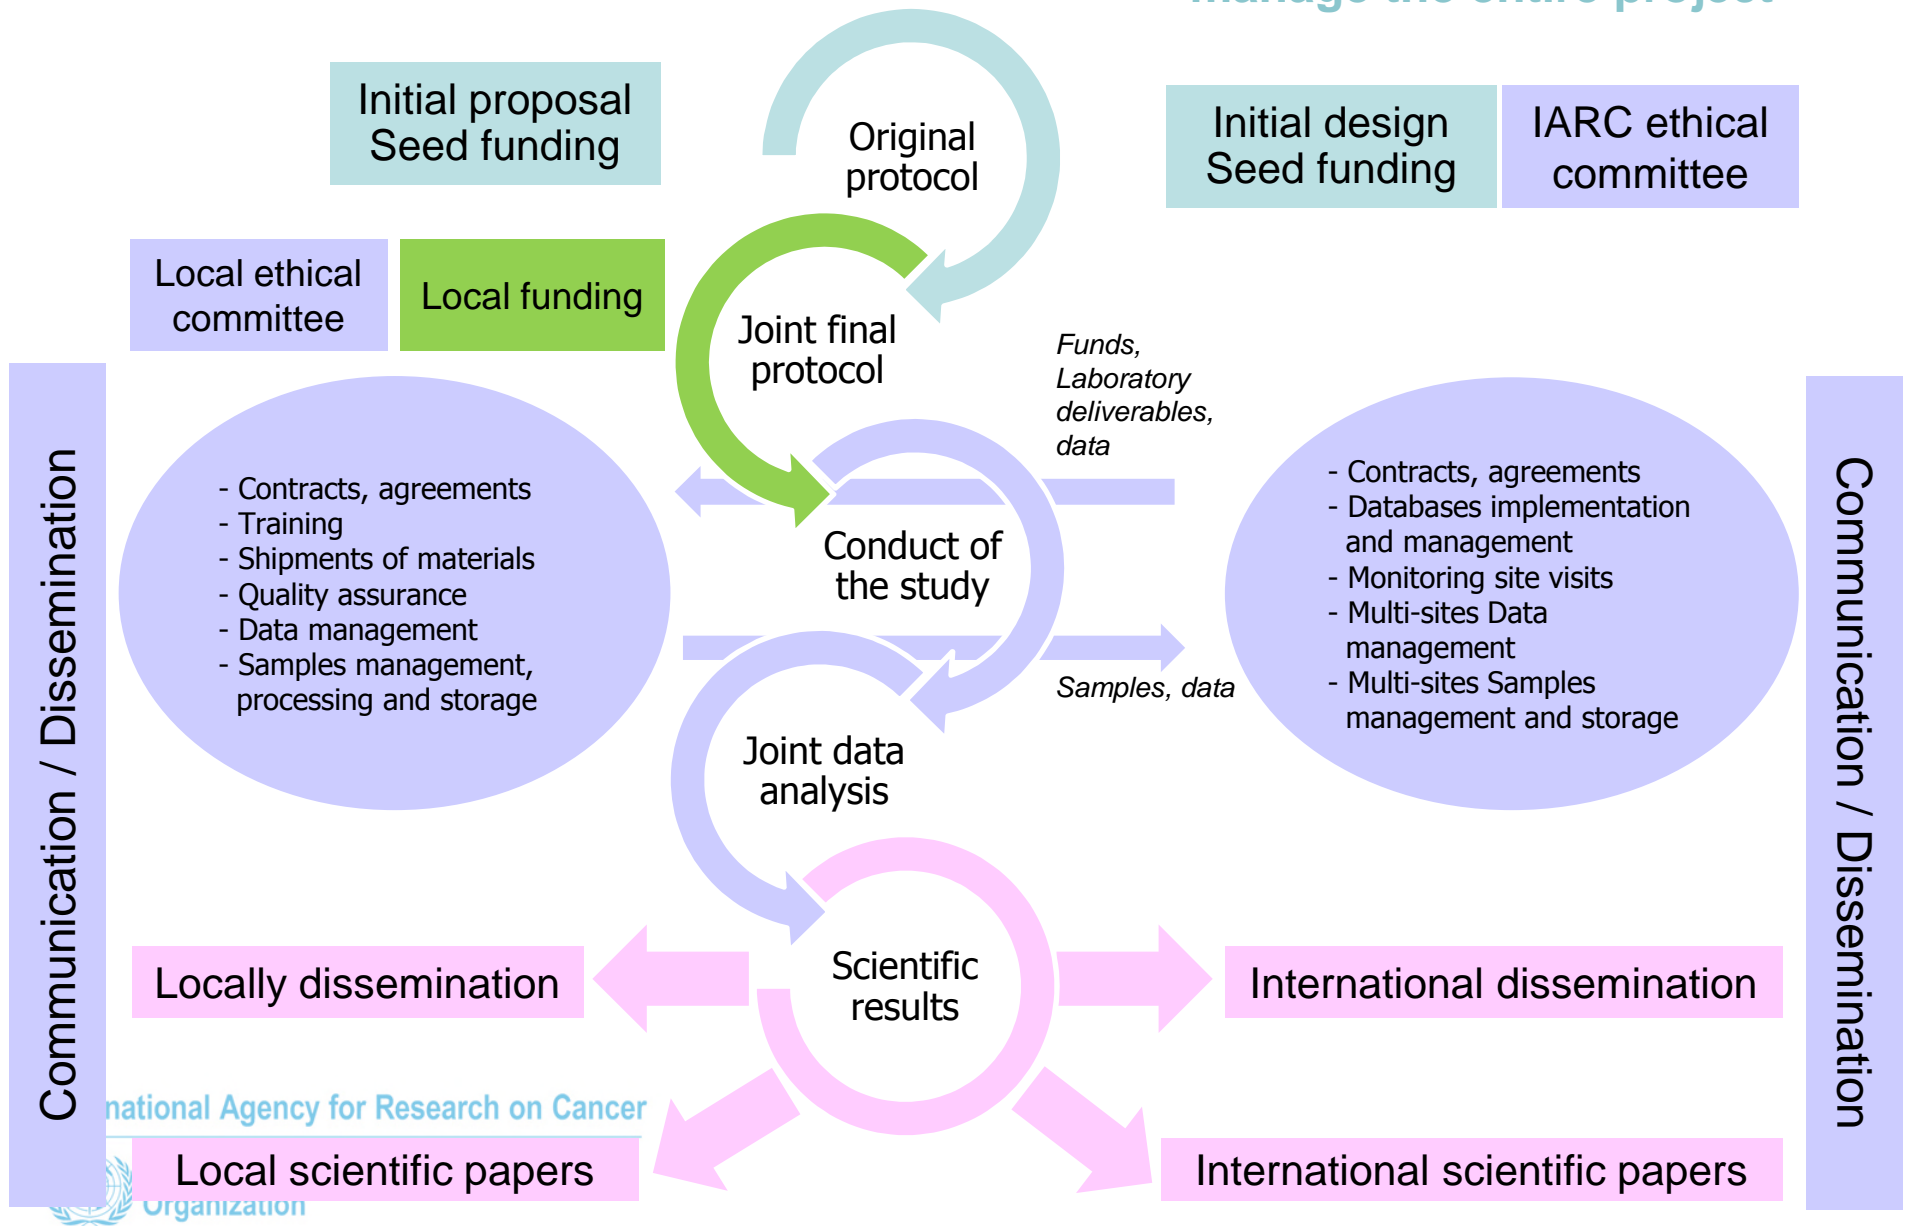 manage the entire project
Initial proposal
Seed funding
Original
protocol
Initial design
Seed funding
IARC ethical
committee
Local ethical
committee
Local funding
Joint final
protocol
Funds,
Laboratory
deliverables,
data
Communication / Dissemination
- Contracts, agreements
- Training
- Shipments of materials
- Quality assurance
- Data management
- Samples management,
processing and storage
Conduct of
the study
- Contracts, agreements
- Databases implementation
and management
- Monitoring site visits
- Multi-sites Data
management
- Multi-sites Samples
management and storage
Communication / Dissemination
Samples, data
Joint data
analysis
Locally dissemination
Scientific
results
International dissemination
national Agency for Research on Cancer
Local scientific papers
International scientific papers
Organization